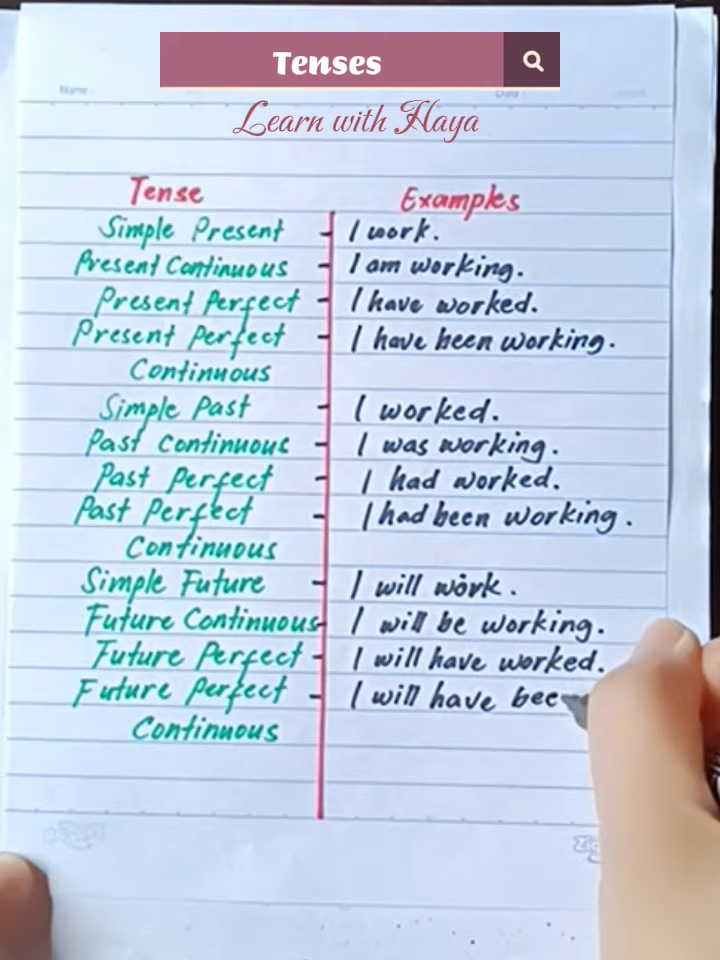 Tenses
Name
Date
Learn with Haya
Tense Examples
Simple Present - I work.
Present Continuous - I am working.
Present Perfect - I have worked.
Present Perfect - I have been working.
Continuous
Simple Past - I worked.
Past Continuous - I was working.
Past Perfect - I had worked.
Past Perfect - I had been working.
Continuous
Simple Future - I will work.
Future Continuous - I will be working.
Future Perfect - I will have worked.
Future Perfect - I will have bee
Continuous